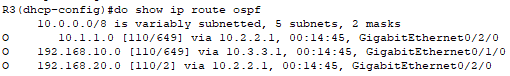 R3(dhcp-config)#do show ip route ospf
10.0.0.0/8 is variably subnetted, 5 subnets, 2 masks
O 10.1.1.0 [110/649] via 10.2.2.1, 00:14:45, GigabitEthernet0/2/0
O 192.168.10.0 [110/649] via 10.3.3.1, 00:14:45, GigabitEthernet0/1/0
O 192.168.20.0 [110/2] via 10.2.2.1, 00:14:45, GigabitEthernet0/2/0